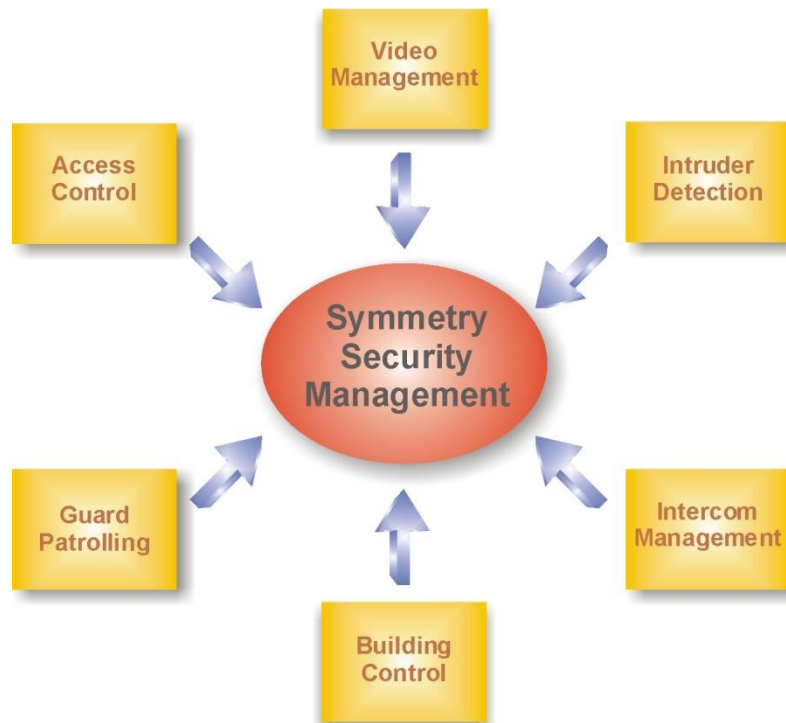 Video
Management
Access
Control
Intruder
Detection
Symmetry
Security
Management
Guard
Patrolling
Intercom
Management
Building
Control